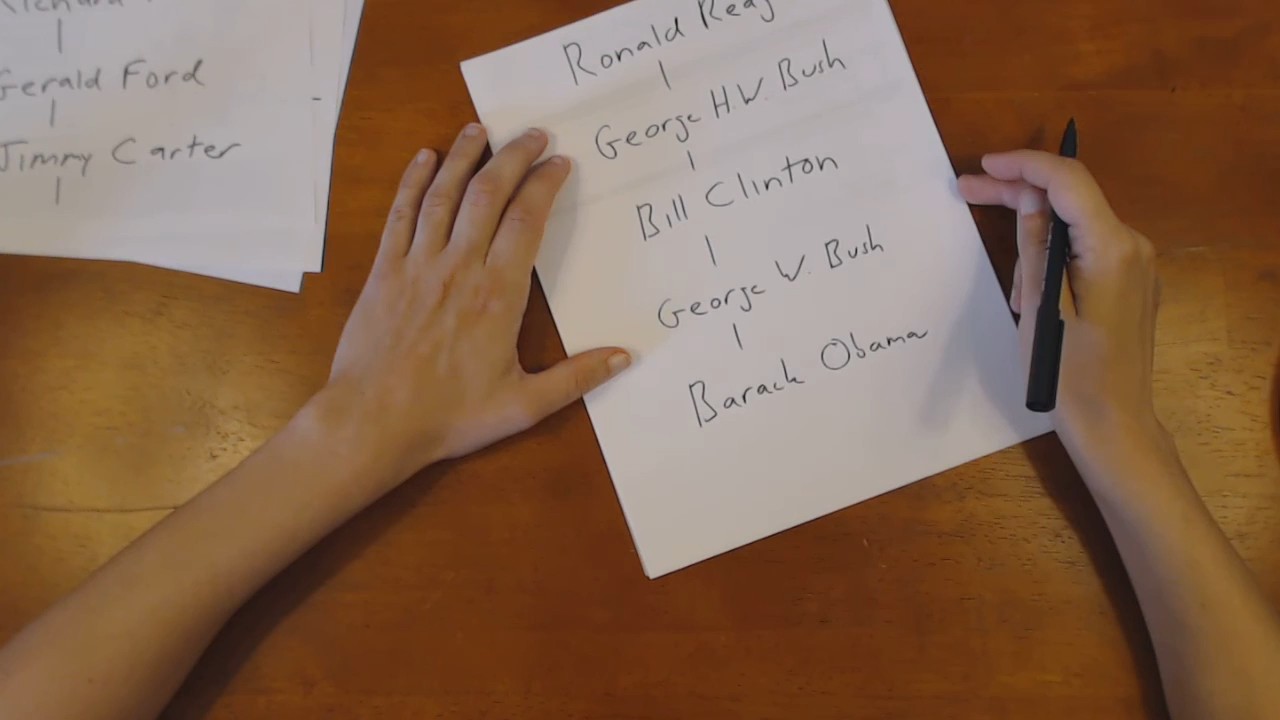 Gerald Ford
Jimmy Carter
Ronald
George H.W. Bush
Bill Clinton
George W. Bush
Barack Obama